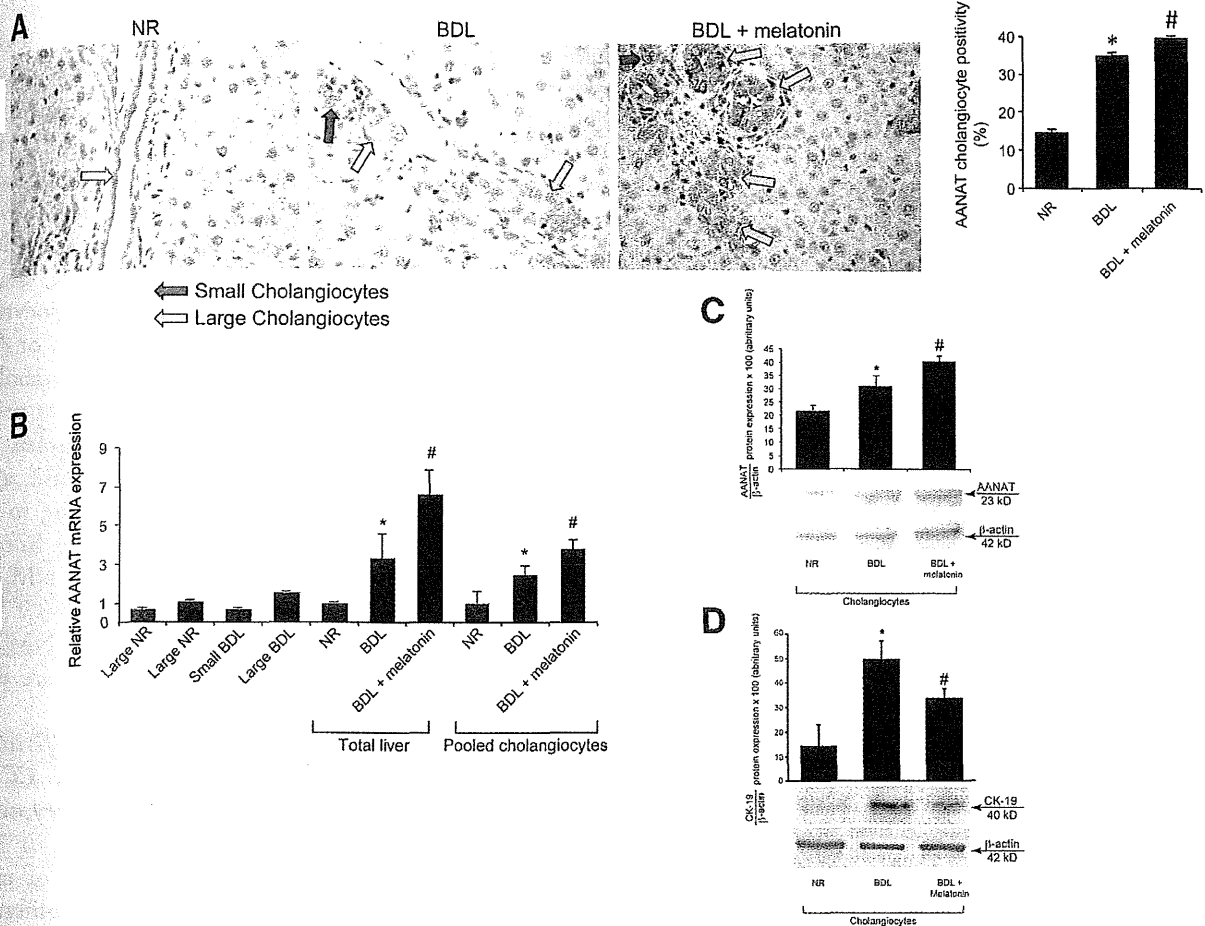 A
NR
BDL
BDL + melatonin
Small Cholangiocytes
Large Cholangiocytes
AANAT cholangiocyte positivity
(%)
40
30
20
10
0
*
#
NR
BDL
BDL + melatonin
B
Relative AANAT mRNA expression
9
7
5
3
1
0
*
#
*
#
Large NR
Large NR
Small BDL
Large BDL
NR
BDL
BDL + melatonin
NR
BDL
BDL + melatonin
Total liver
Pooled cholangiocytes
C
AANAT
β-actin
protein expression x 100 (abritrary units)
45
40
35
30
25
20
15
10
5
0
*
#
AANAT
23 kD
β-actin
42 kD
NR
BDL
BDL +
melatonin
Cholangiocytes
D
CK-19
β-actin
protein expression x 100 (abritrary units)
60
50
40
30
20
10
0
*
#
CK-19
40 kD
β-actin
42 kD
NR
BDL
BDL +
Melatonin
Cholangiocytes